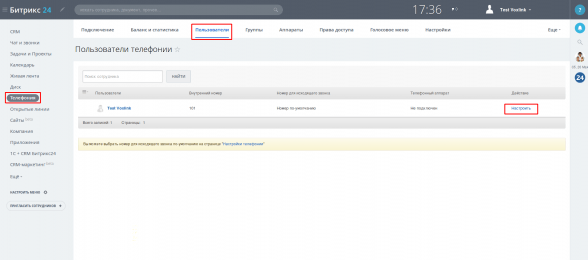 Битрикс 24
искать сотрудника, документ, прочее...
17:36
Test Voxlink
?
CRM
Чат и звонки
Задачи и Проекты
Календарь
Живая лента
Диск
Телефония
Открытые линии
Сайты
Компания
Приложения
1С + CRM Битрикс24
CRM-маркетинг
Ещё
НАСТРОИТЬ МЕНЮ
ПРИГЛАСИТЬ СОТРУДНИКОВ +
Подключение Баланс и статистика Пользователи Группы Аппараты Права доступа Голосовое меню Настройки Ещё
Пользователи телефонии
Поиск сотрудника НАЙТИ
Пользователь Внутренний номер Номер для исходящего звонка Телефонный аппарат Действия
Test Voxlink 101 Номер по умолчанию Не подключен Настроить
Всего записей: 1 Страницы: 1
Вы можете выбрать номер для исходящего звонка по умолчанию на странице "Настройки телефонии"
24